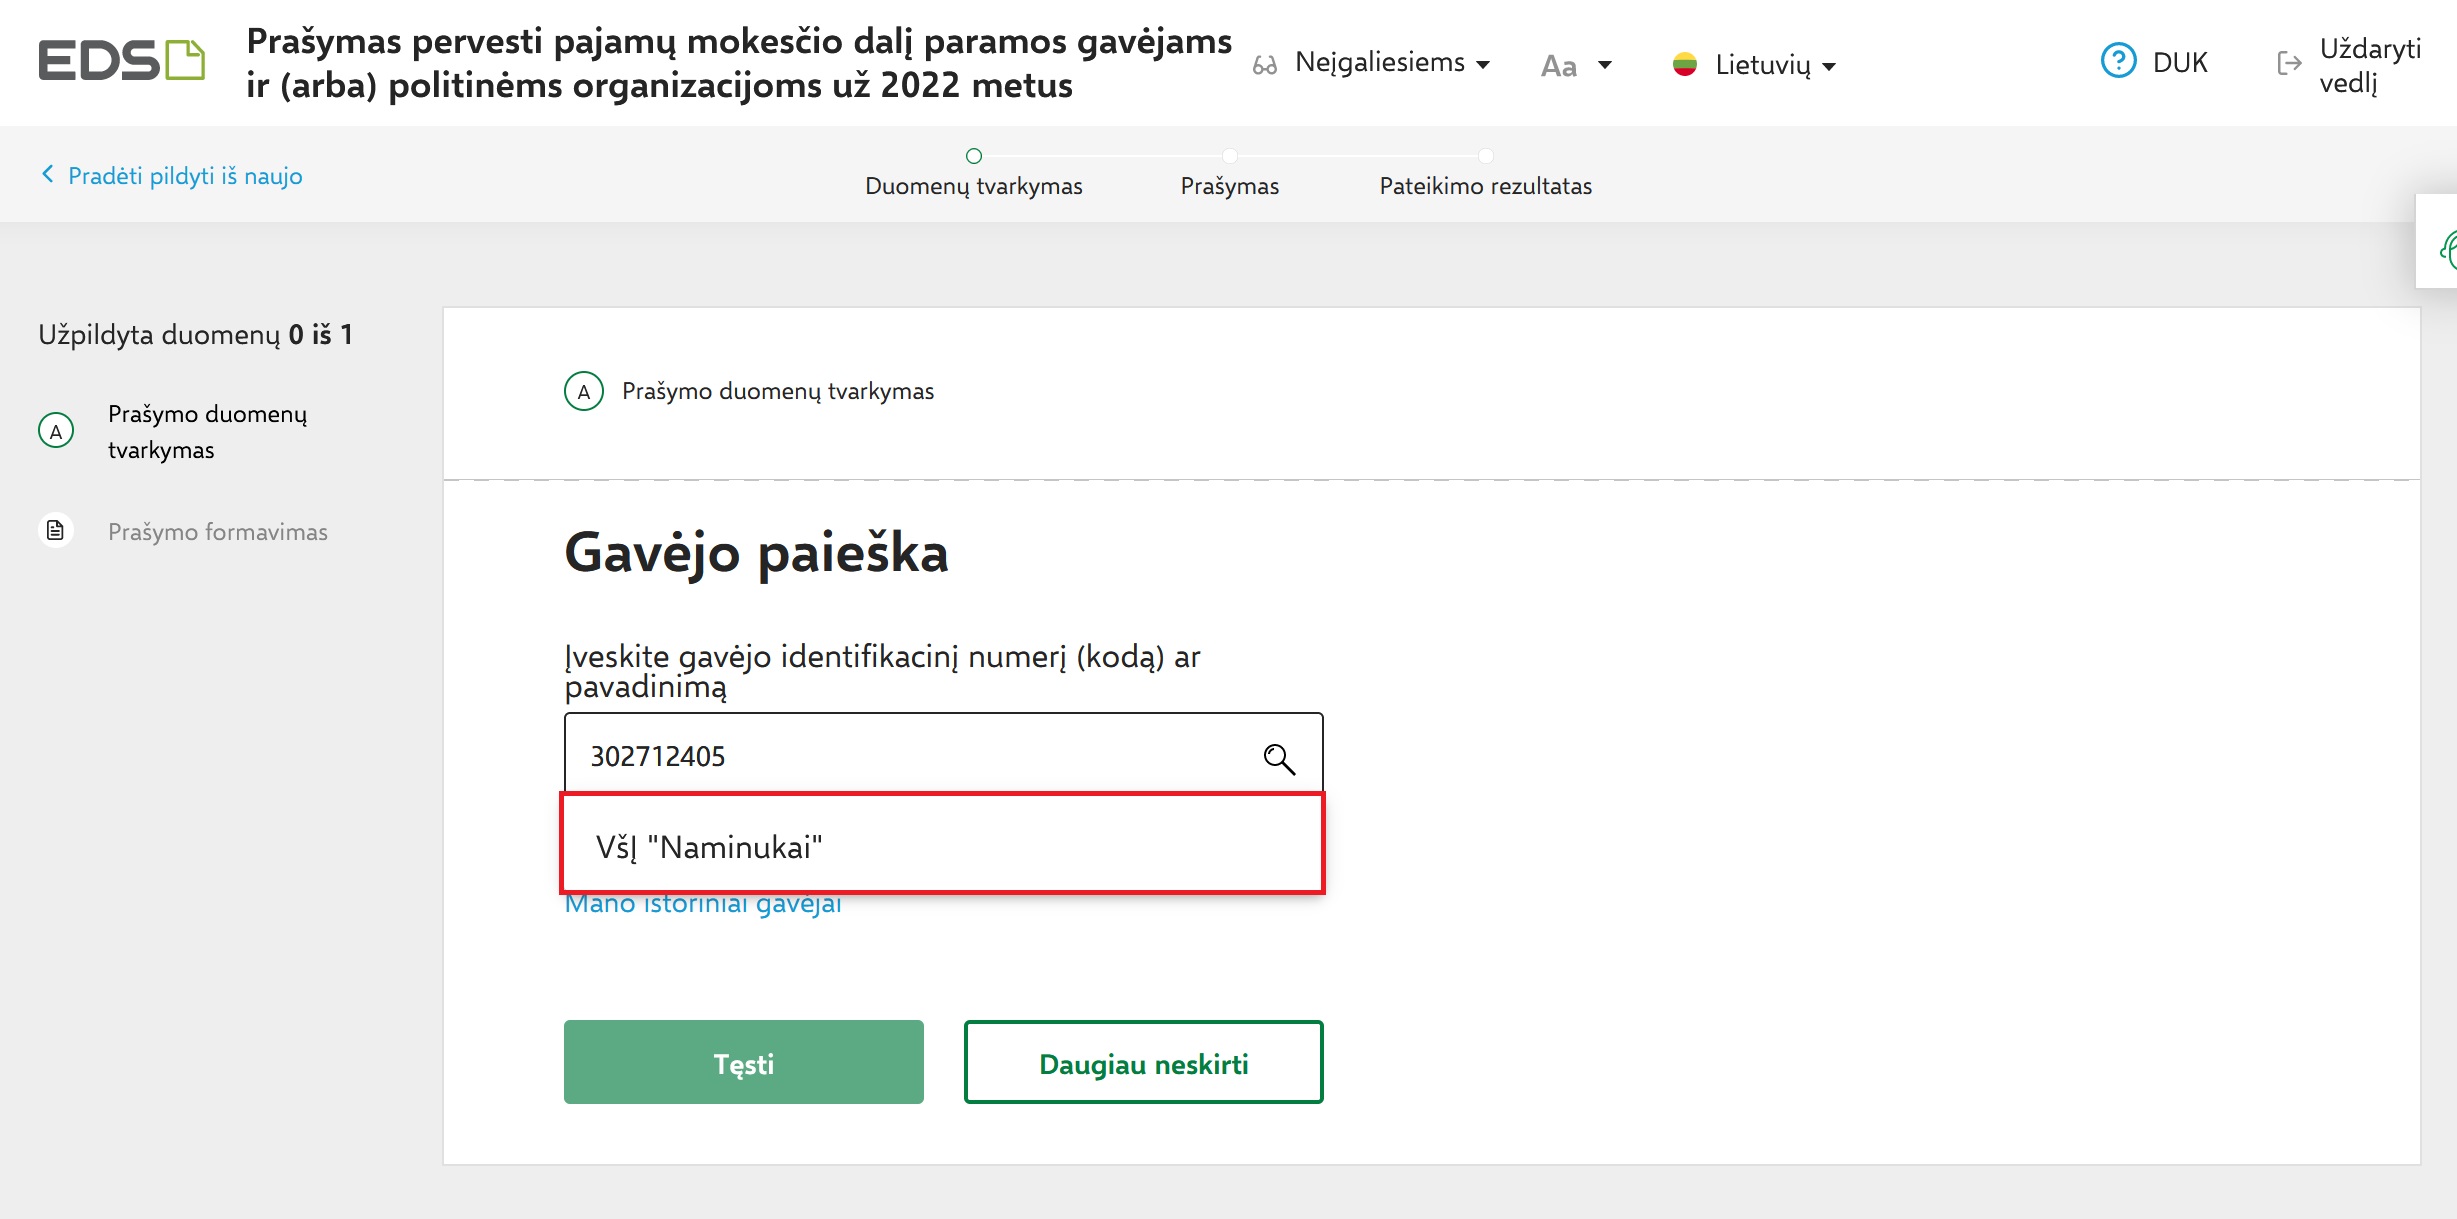 EDS
Prašymas pervesti pajamų mokesčio dalį paramos gavėjams
ir (arba) politinėms organizacijoms už 2022 metus
Neįgaliesiems
Aa
Lietuvių
? DUK
Uždaryti
vedlį
Pradėti pildyti iš naujo
Duomenų tvarkymas
Prašymas
Pateikimo rezultatas
Užpildyta duomenų 0 iš 1
A
Prašymo duomenų
tvarkymas
Prašymo formavimas
A Prašymo duomenų tvarkymas
Gavėjo paieška
Įveskite gavėjo identifikacinį numerį (kodą) ar
pavadinimą
302712405
VšĮ "Naminukai"
Mano istoriniai gavėjai
Tęsti
Daugiau neskirti